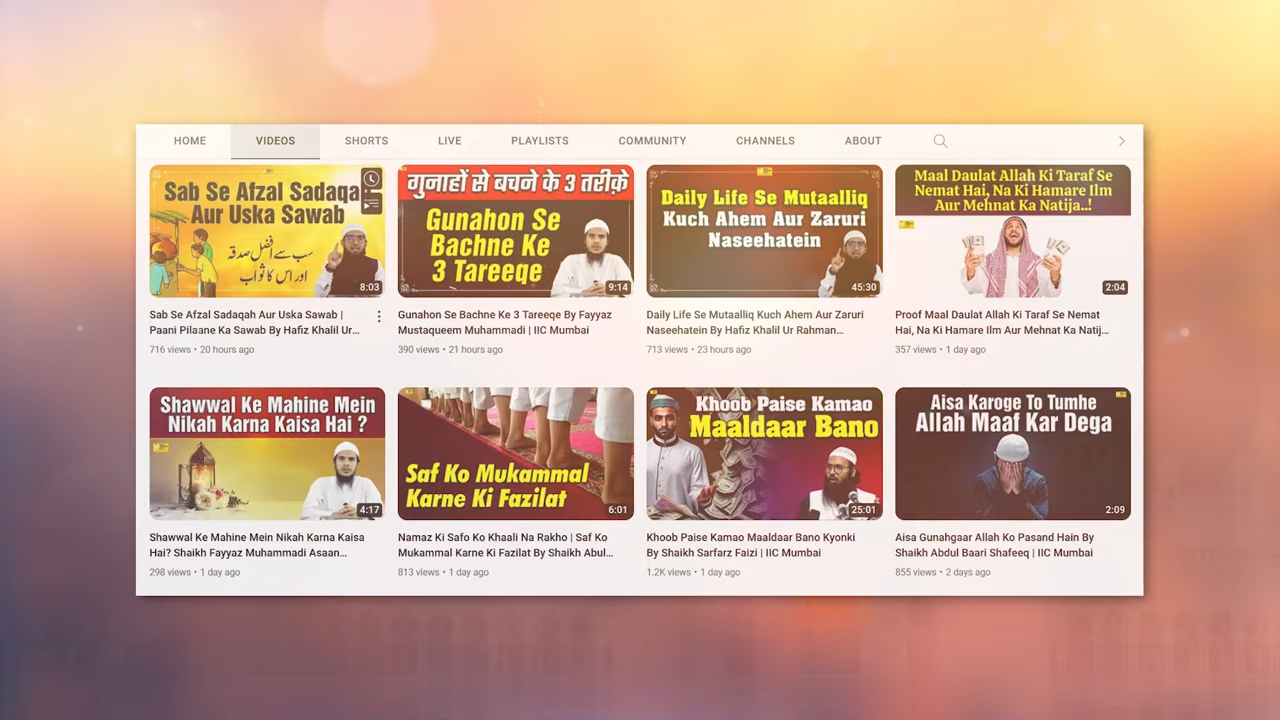 HOME VIDEOS SHORTS LIVE PLAYLISTS COMMUNITY CHANNELS ABOUT
Sab Se Afzal Sadaqa
Aur Uska Sawab
سب سے افضل صدقہ
اور اس کا ثواب
8:03
गुनाहों से बचने के 3 तरीक़े
Gunahon Se
Bachne Ke
3 Tareeqe
9:14
Daily Life Se Mutaalliq
Kuch Ahem Aur Zaruri
Naseehatein
45:30
Maal Daulat Allah Ki Taraf Se
Nemat Hai, Na Ki Hamare Ilm
Aur Mehnat Ka Natija..!
2:04
Sab Se Afzal Sadaqah Aur Uska Sawab |
Paani Pilaane Ka Sawab By Hafiz Khalil Ur...
716 views • 20 hours ago
Gunahon Se Bachne Ke 3 Tareeqe By Fayyaz
Mustaqueem Muhammadi | IIC Mumbai
390 views • 21 hours ago
Daily Life Se Mutaalliq Kuch Ahem Aur Zaruri
Naseehatein By Hafiz Khalil Ur Rahman...
713 views • 23 hours ago
Proof Maal Daulat Allah Ki Taraf Se Nemat
Hai, Na Ki Hamare Ilm Aur Mehnat Ka Natij...
357 views • 1 day ago
Shawwal Ke Mahine Mein
Nikah Karna Kaisa Hai ?
4:17
Saf Ko Mukammal
Karne Ki Fazilat
6:01
Khoob Paise Kamao
Maaldaar Bano
25:01
Aisa Karoge To Tumhe
Allah Maaf Kar Dega
2:09
Shawwal Ke Mahine Mein Nikah Karna Kaisa
Hai? Shaikh Fayyaz Muhammadi Asaan...
298 views • 1 day ago
Namaz Ki Safo Ko Khaali Na Rakho | Saf Ko
Mukammal Karne Ki Fazilat By Shaikh Abul...
813 views • 1 day ago
Khoob Paise Kamao Maaldaar Bano Kyonki
By Shaikh Sarfarz Faizi | IIC Mumbai
1.2K views • 1 day ago
Aisa Gunahgaar Allah Ko Pasand Hain By
Shaikh Abdul Baari Shafeeq | IIC Mumbai
855 views • 2 days ago